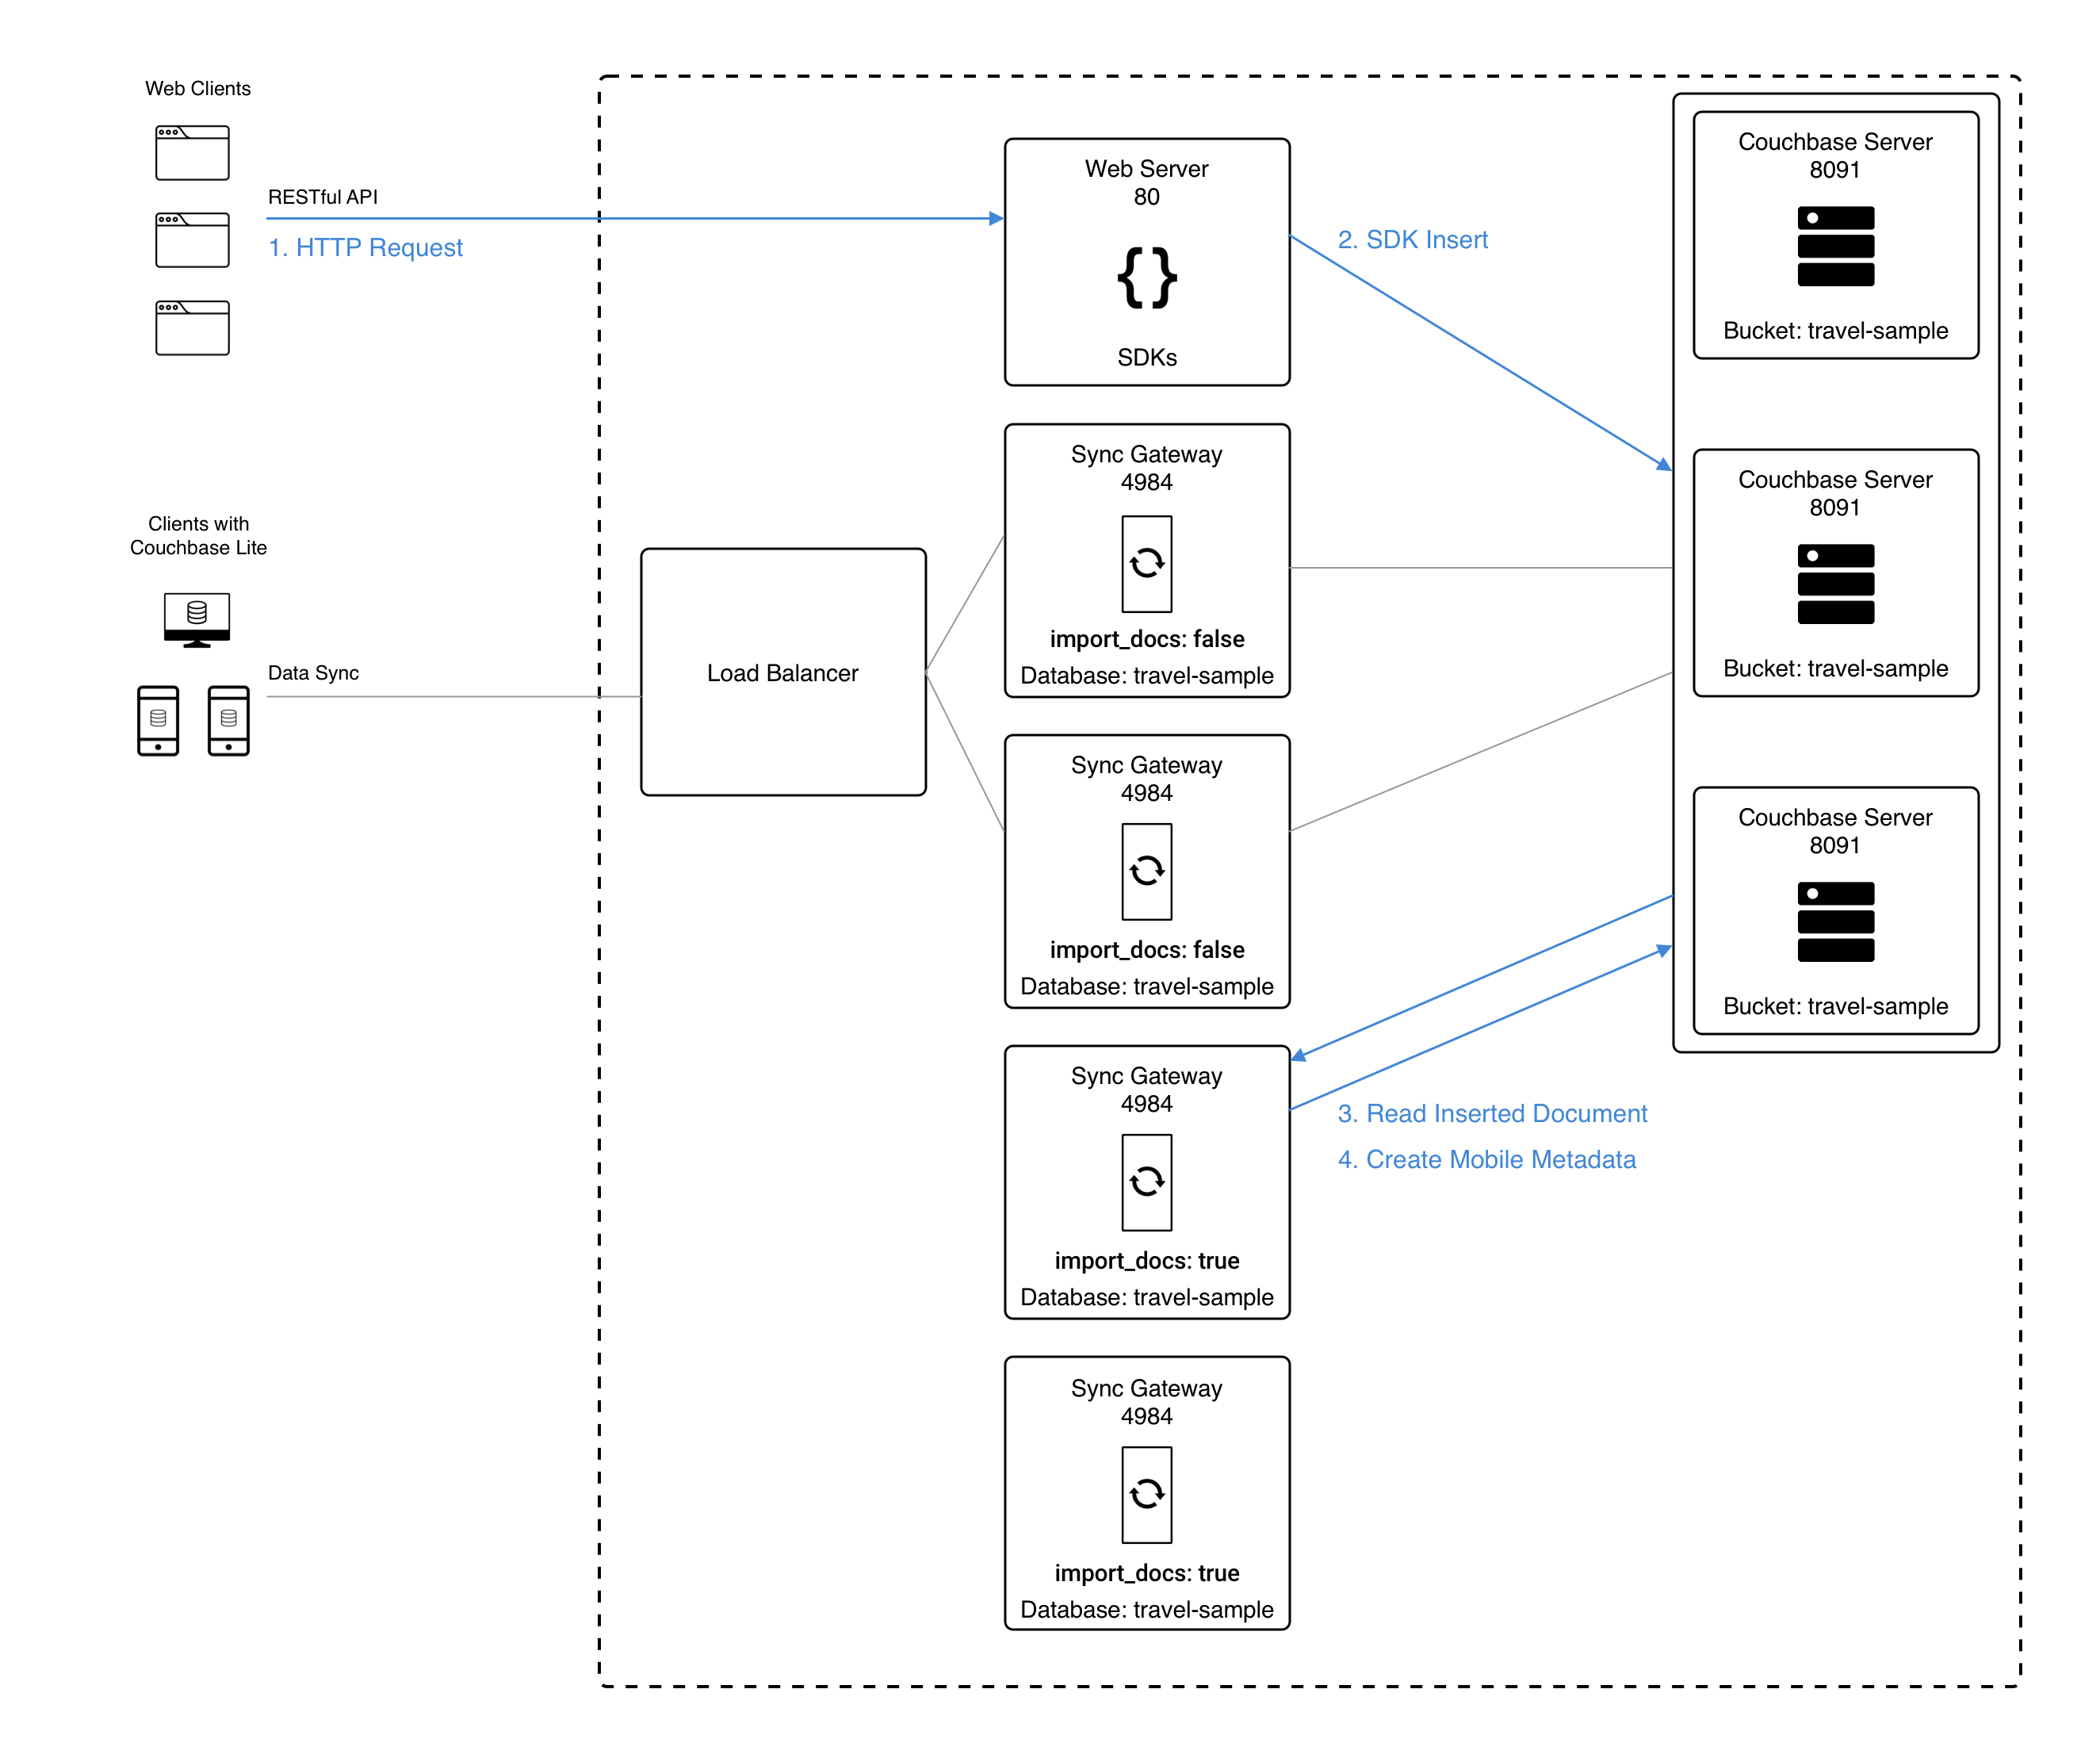 Web Clients
RESTful API
1. HTTP Request
Clients with
Couchbase Lite
Data Sync
Load Balancer
Web Server
80
{}
SDKs
2. SDK Insert
Sync Gateway
4984
import_docs: false
Database: travel-sample
Sync Gateway
4984
import_docs: false
Database: travel-sample
Sync Gateway
4984
import_docs: true
Database: travel-sample
3. Read Inserted Document
4. Create Mobile Metadata
Sync Gateway
4984
import_docs: true
Database: travel-sample
Couchbase Server
8091
Bucket: travel-sample
Couchbase Server
8091
Bucket: travel-sample
Couchbase Server
8091
Bucket: travel-sample